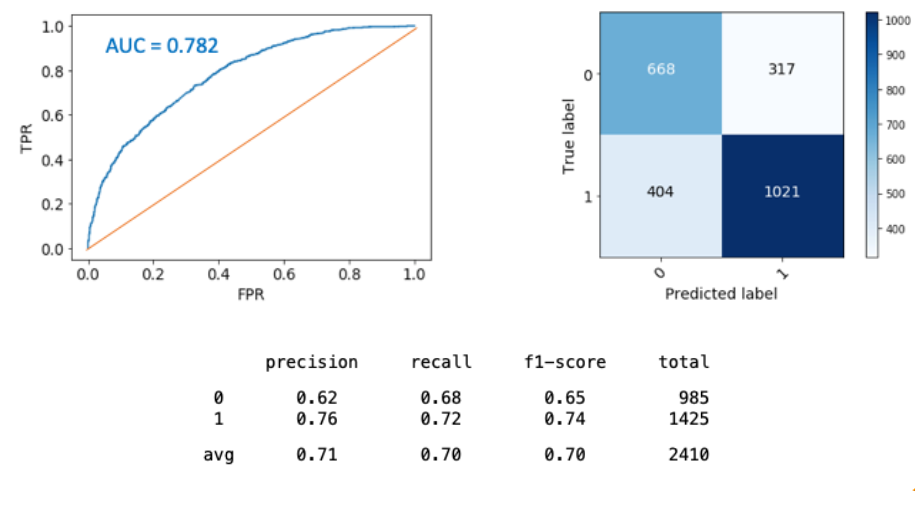 AUC = 0.782
1.0
0.8
0.6
0.4
0.2
0.0
TPR
0.0 0.2 0.4 0.6 0.8 1.0
FPR
True label
0 668 317
1 404 1021
0 1
Predicted label
1000
900
800
700
600
500
400
precision recall f1-score total
0 0.62 0.68 0.65 985
1 0.76 0.72 0.74 1425
avg 0.71 0.70 0.70 2410